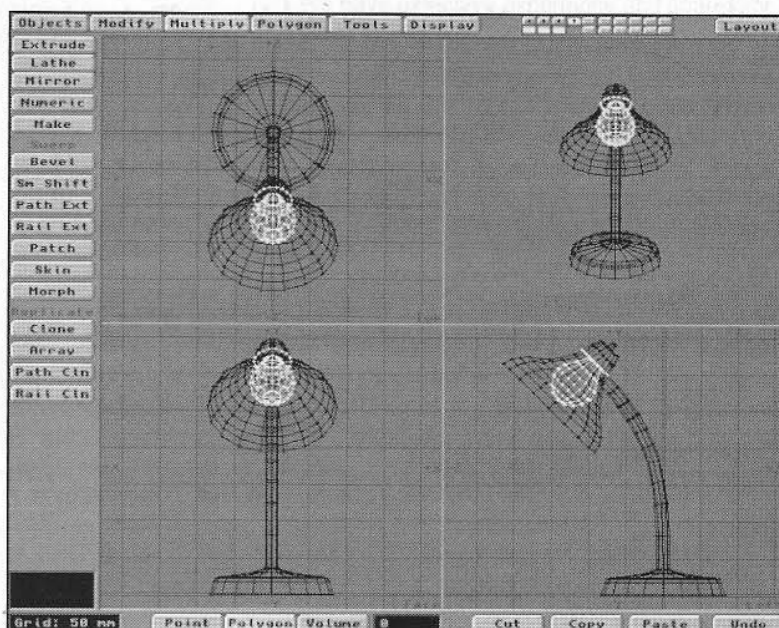 Objects Modify Multiply Polygon Tools Display Layout
Extrude
Lathe
Mirror
Numeric
Make
Sweep
Bevel
Sm Shift
Path Ext
Rail Ext
Patch
Skin
Morph
Duplicate
Clone
Array
Path Cln
Rail Cln
Grid: 50 mm Point Polygon Volume 0 Cut Copy Paste Undo